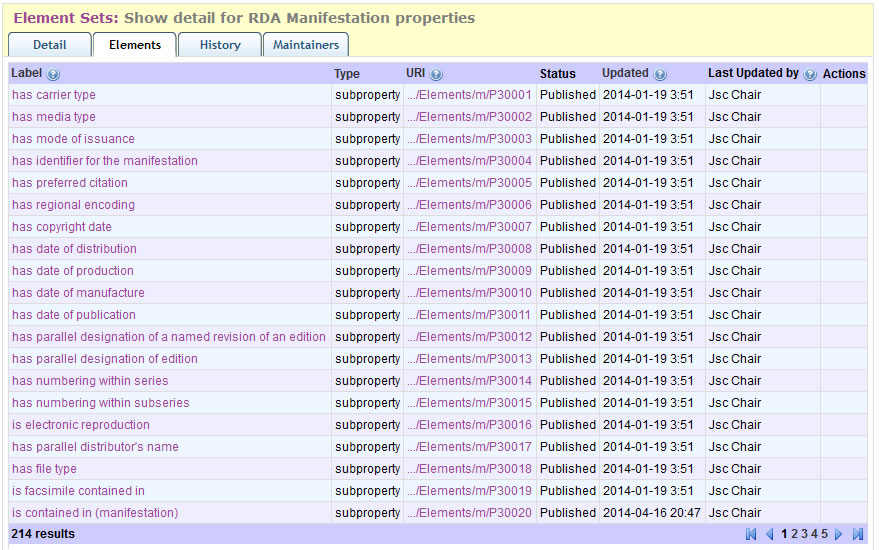 Element Sets: Show detail for RDA Manifestation properties
Detail Elements History Maintainers
Label Type URI Status Updated Last Updated by Actions
has carrier type subproperty .../Elements/m/P30001 Published 2014-01-19 3:51 Jsc Chair
has media type subproperty .../Elements/m/P30002 Published 2014-01-19 3:51 Jsc Chair
has mode of issuance subproperty .../Elements/m/P30003 Published 2014-01-19 3:51 Jsc Chair
has identifier for the manifestation subproperty .../Elements/m/P30004 Published 2014-01-19 3:51 Jsc Chair
has preferred citation subproperty .../Elements/m/P30005 Published 2014-01-19 3:51 Jsc Chair
has regional encoding subproperty .../Elements/m/P30006 Published 2014-01-19 3:51 Jsc Chair
has copyright date subproperty .../Elements/m/P30007 Published 2014-01-19 3:51 Jsc Chair
has date of distribution subproperty .../Elements/m/P30008 Published 2014-01-19 3:51 Jsc Chair
has date of production subproperty .../Elements/m/P30009 Published 2014-01-19 3:51 Jsc Chair
has date of manufacture subproperty .../Elements/m/P30010 Published 2014-01-19 3:51 Jsc Chair
has date of publication subproperty .../Elements/m/P30011 Published 2014-01-19 3:51 Jsc Chair
has parallel designation of a named revision of an edition subproperty .../Elements/m/P30012 Published 2014-01-19 3:51 Jsc Chair
has parallel designation of edition subproperty .../Elements/m/P30013 Published 2014-01-19 3:51 Jsc Chair
has numbering within series subproperty .../Elements/m/P30014 Published 2014-01-19 3:51 Jsc Chair
has numbering within subseries subproperty .../Elements/m/P30015 Published 2014-01-19 3:51 Jsc Chair
is electronic reproduction subproperty .../Elements/m/P30016 Published 2014-01-19 3:51 Jsc Chair
has parallel distributor's name subproperty .../Elements/m/P30017 Published 2014-01-19 3:51 Jsc Chair
has file type subproperty .../Elements/m/P30018 Published 2014-01-19 3:51 Jsc Chair
is facsimile contained in subproperty .../Elements/m/P30019 Published 2014-01-19 3:51 Jsc Chair
is contained in (manifestation) subproperty .../Elements/m/P30020 Published 2014-04-16 20:47 Jsc Chair
214 results 1 2 3 4 5